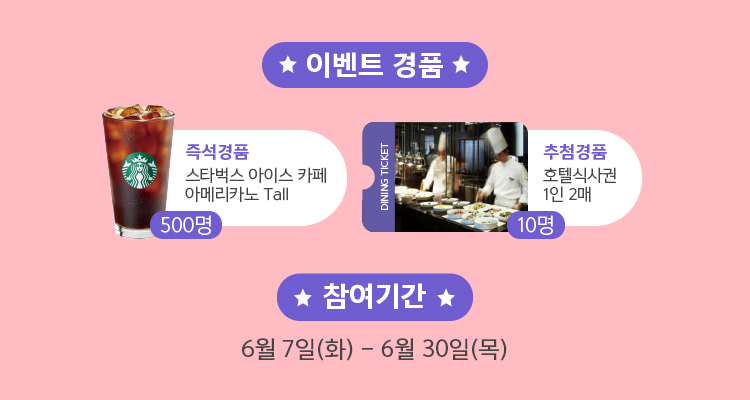 이벤트 경품
즉석경품
스타벅스 아이스 카페
아메리카노 Tall
500명
DINING TICKET
추첨경품
호텔식사권
1인 2매
10명
참여기간
6월 7일(화) – 6월 30일(목)